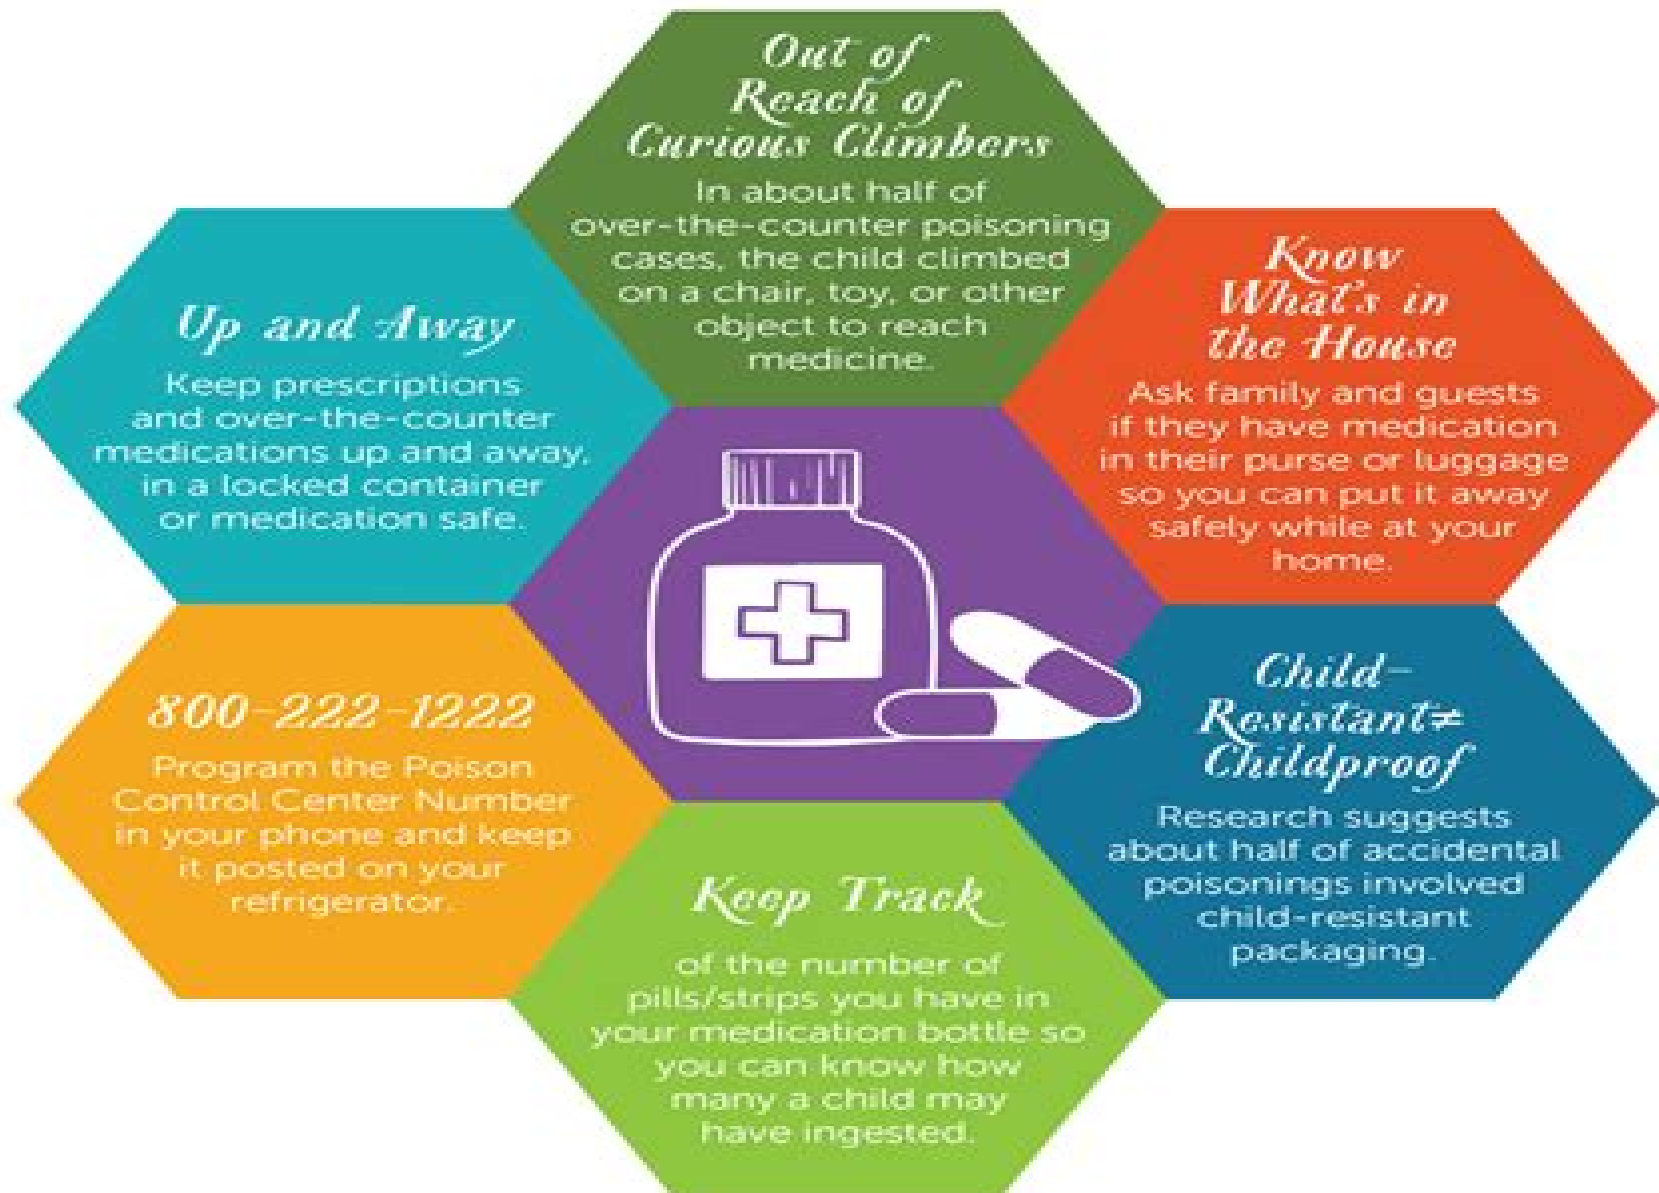 Out of
Reach of
Curious Climbers
In about half of
over-the-counter poisoning
cases, the child climbed
on a chair, toy, or other
object to reach
medicine.
Know
What's in
the House
Ask family and guests
if they have medication
in their purse or luggage
so you can put it away
safely while at your
home.
Child-
Resistant≠
Childproof
Research suggests
about half of accidental
poisonings involved
child-resistant
packaging.
Keep Track
of the number of
pills/strips you have in
your medication bottle so
you can know how
many a child may
have ingested.
800-222-1222
Program the Poison
Control Center Number
in your phone and keep
it posted on your
refrigerator.
Up and Away
Keep prescriptions
and over-the-counter
medications up and away,
in a locked container
or medication safe.